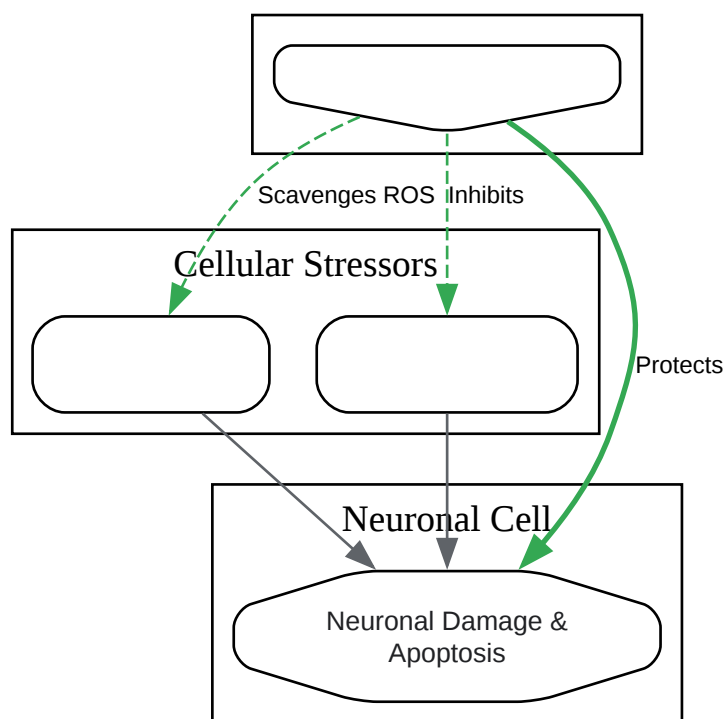 Scavenges ROS
Inhibits
Cellular Stressors
Protects
Neuronal Cell
Neuronal Damage &
Apoptosis